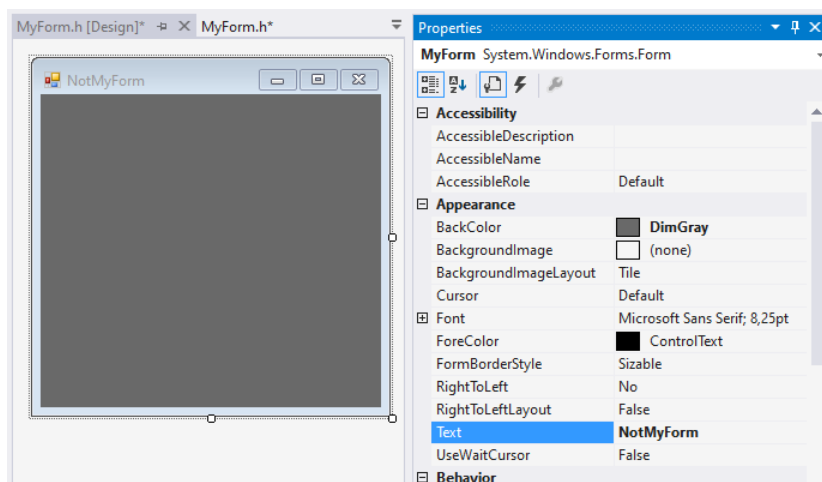 MyForm.h [Design]*
MyForm.h*
NotMyForm
Properties
MyForm System.Windows.Forms.Form
Accessibility
AccessibleDescription
AccessibleName
AccessibleRole Default
Appearance
BackColor DimGray
BackgroundImage (none)
BackgroundImageLayout Tile
Cursor Default
Font Microsoft Sans Serif; 8,25pt
ForeColor ControlText
FormBorderStyle Sizable
RightToLeft No
RightToLeftLayout False
Text NotMyForm
UseWaitCursor False
Behavior